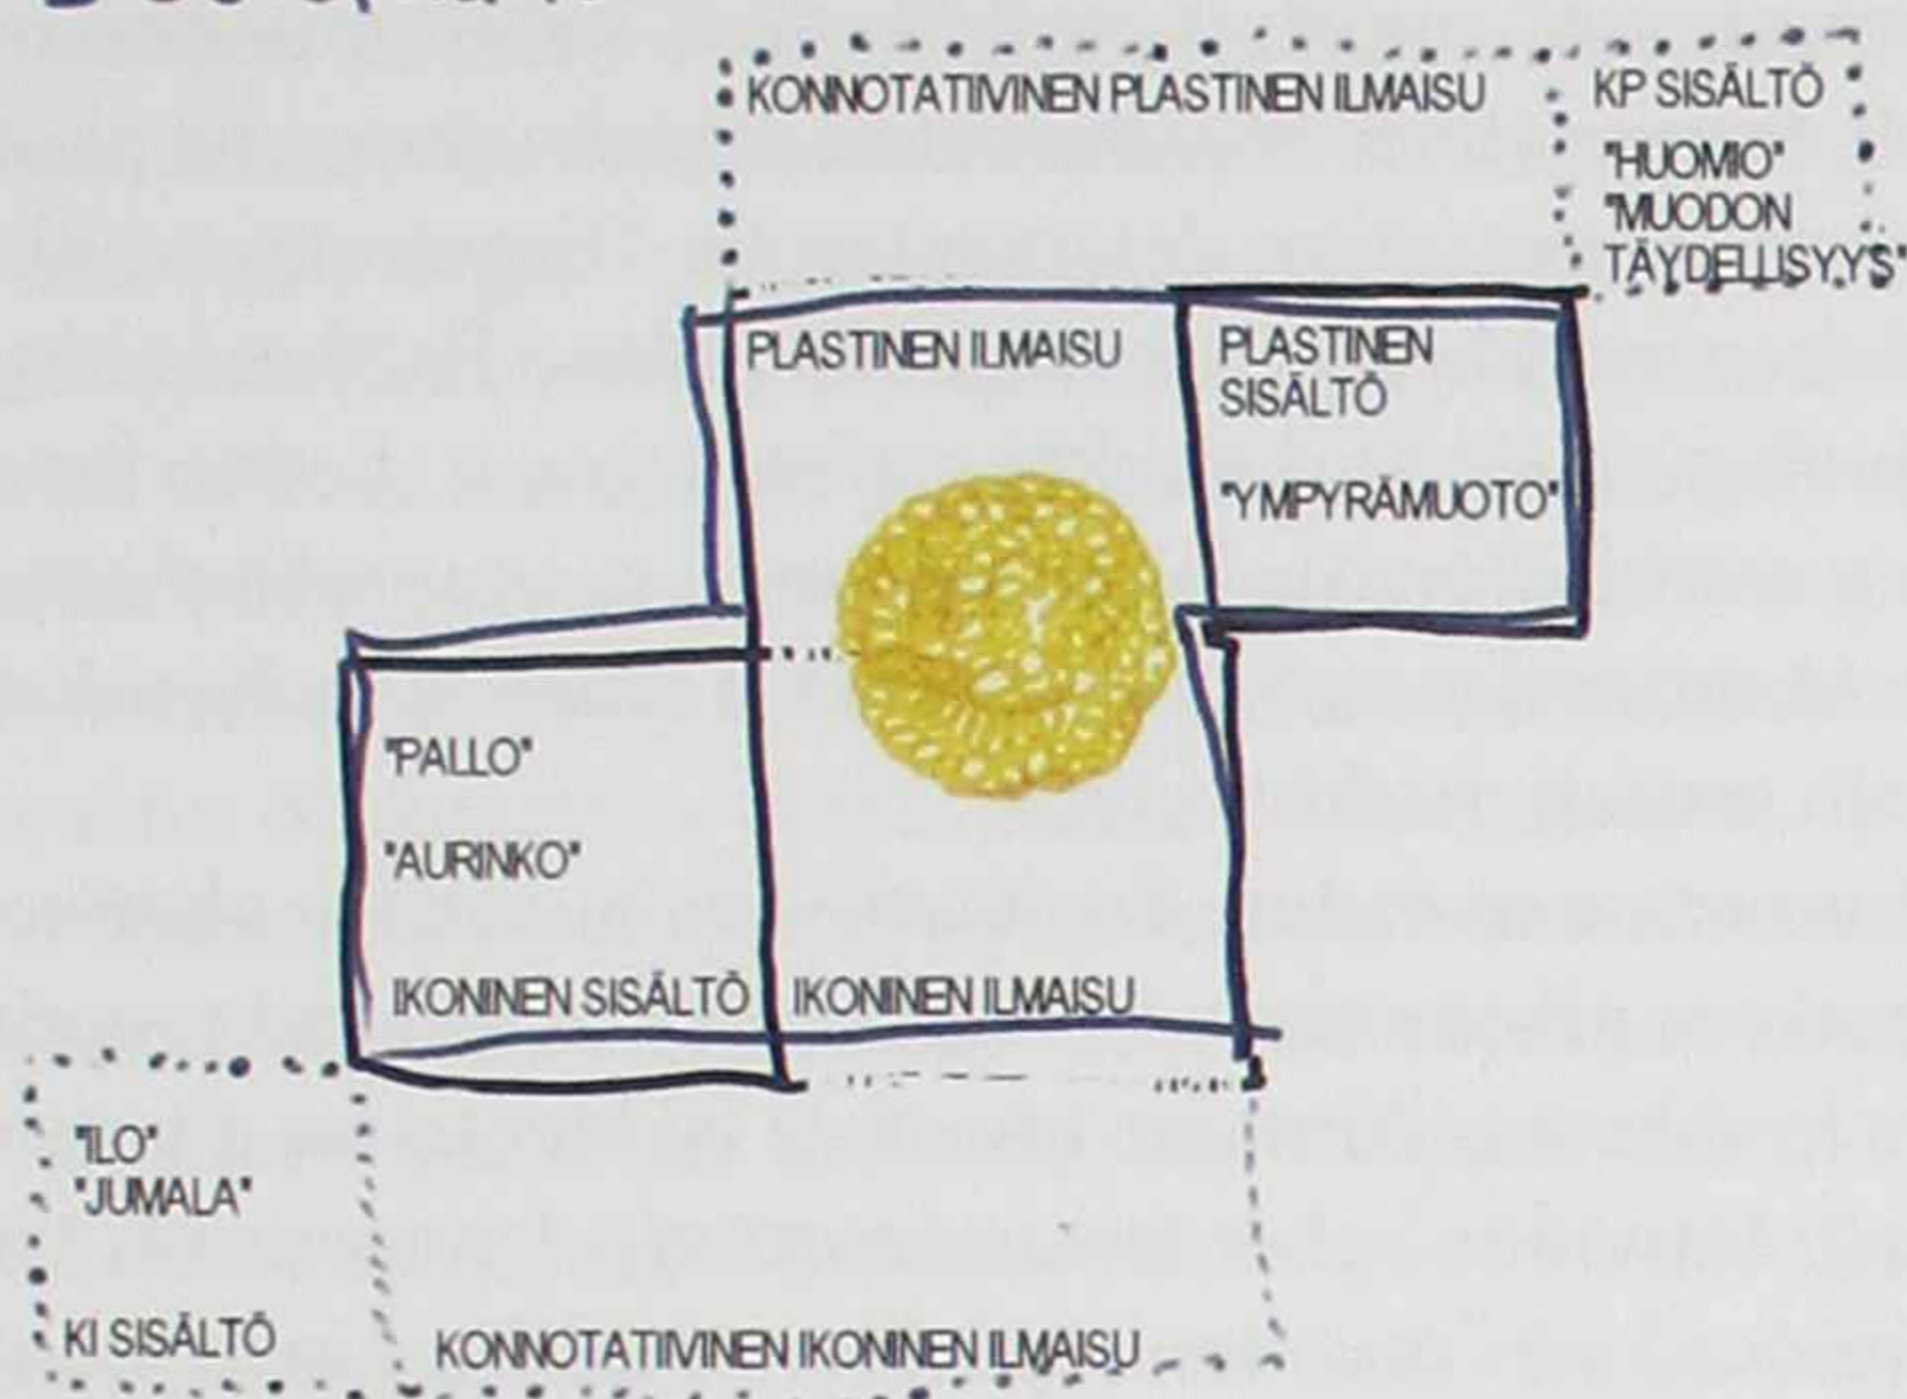 KONNOTATIIVINEN PLASTINEN ILMAISU
KP SISÄLTÖ
"HUOMIO"
"MUODON
TÄYDELLISYYS"
PLASTINEN ILMAISU
PLASTINEN
SISÄLTÖ
"YMPYRÄMUOTO"
"PALLO"
"AURINKO"
IKONINEN SISÄLTÖ
IKONINEN ILMAISU
"ILO"
"JUMALA"
KI SISÄLTÖ
KONNOTATIIVINEN IKONINEN ILMAISU